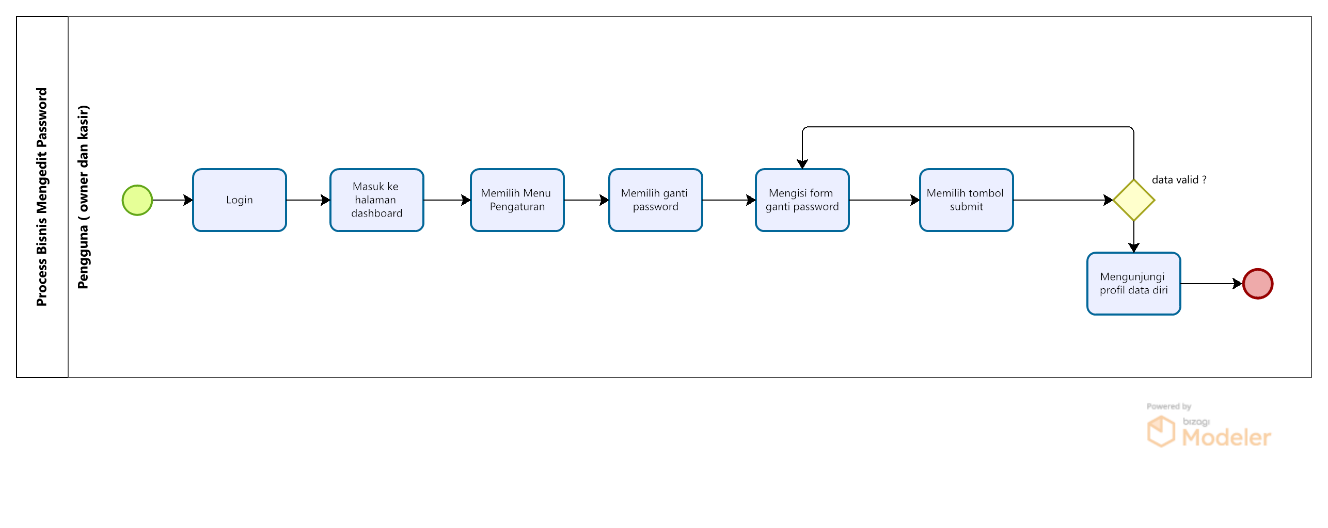 Process Bisnis Mengedit Password
Pengguna ( owner dan kasir)
Login
Masuk ke
halaman
dashboard
Memilih Menu
Pengaturan
Memilih ganti
password
Mengisi form
ganti password
Memilih tombol
submit
data valid ?
Mengunjungi
profil data diri
Powered by
bizagi
Modeler